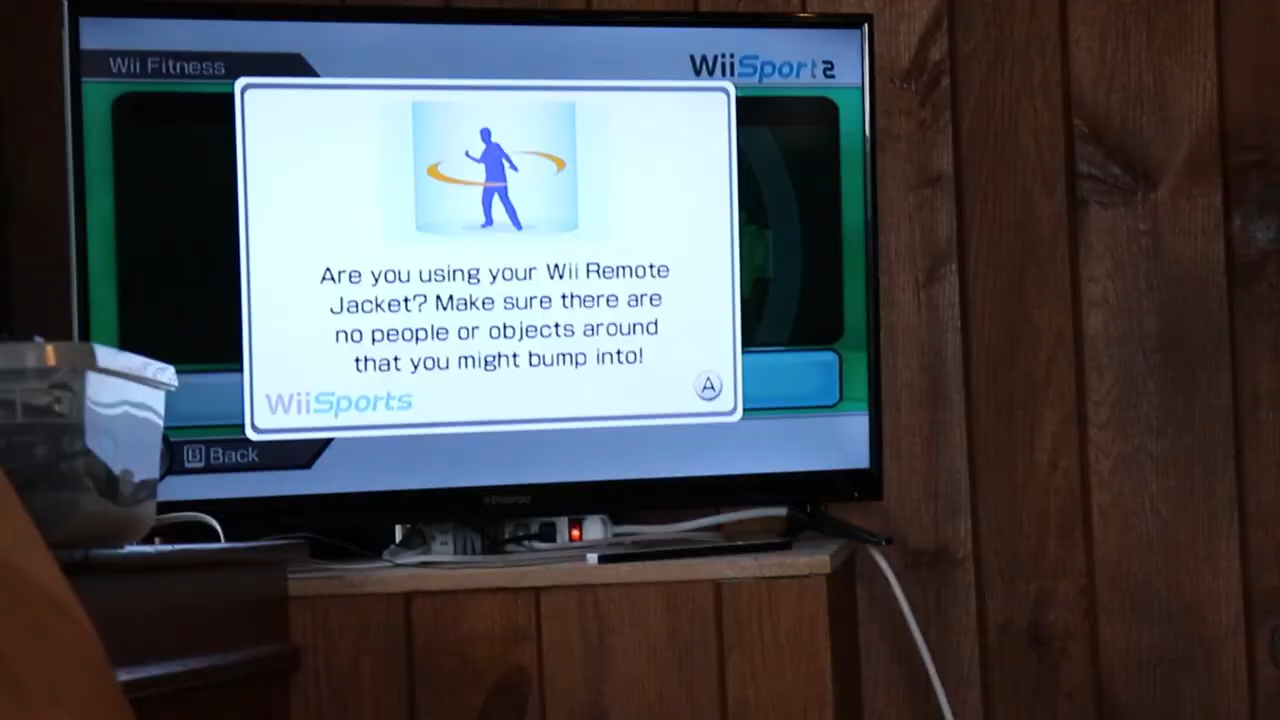 Wii Fitness
WiiSport2
Are you using your Wii Remote
Jacket? Make sure there are
no people or objects around
that you might bump into!
WiiSports
A
B Back
Polaroid